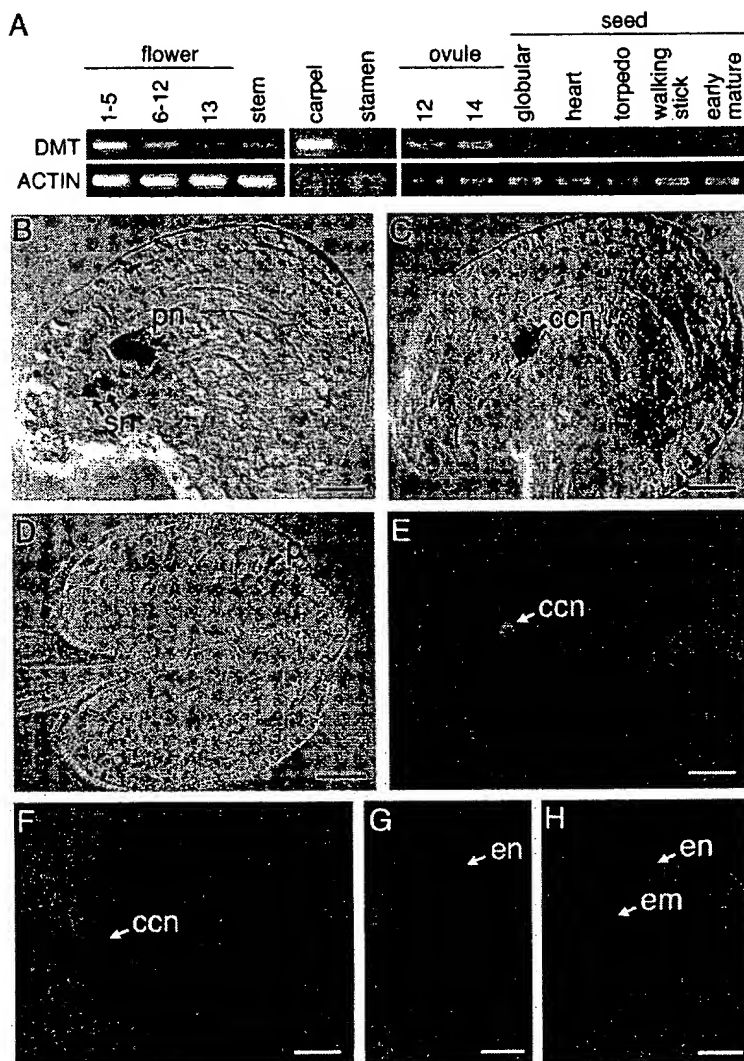 A
flower
ovule
seed
1-5
6-12
13
stem
carpel
stamen
12
14
globular
heart
torpedo
walking
stick
early
mature
DMT
ACTIN
B
pn
sn
C
ccn
D
p
E
ccn
F
ccn
G
en
H
en
em